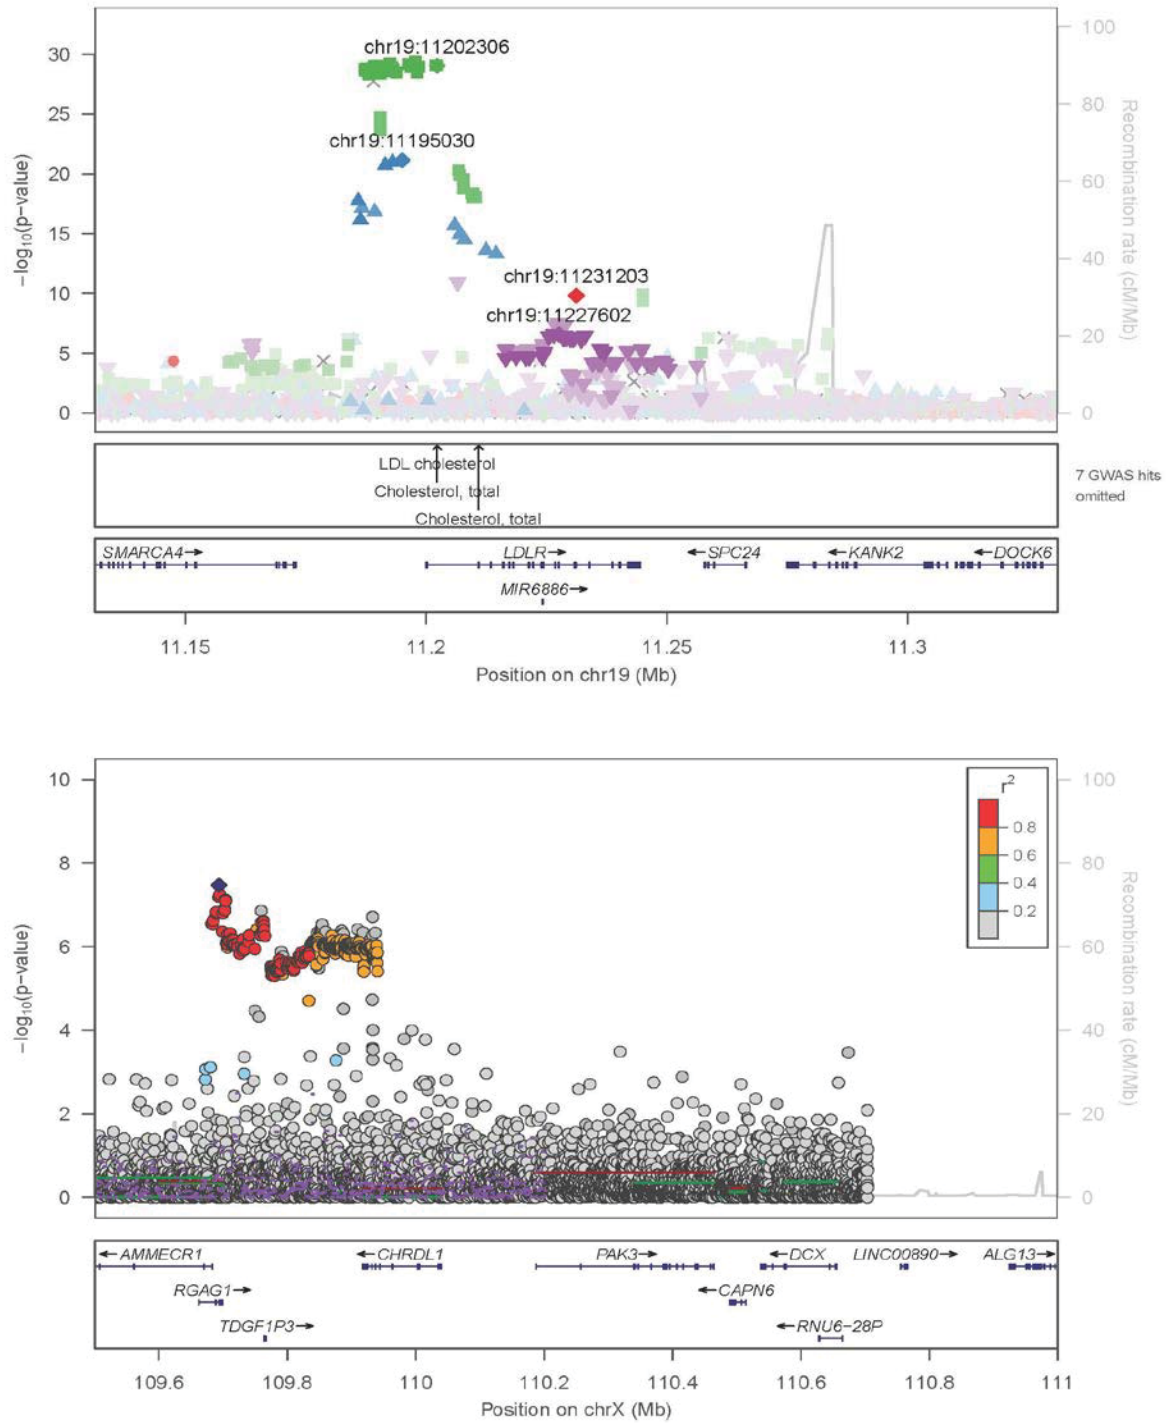 chr19:11202306
chr19:11195030
chr19:11231203
chr19:11227602
30
25
20
15
10
5
0
−log10(p−value)
100
80
60
40
20
0
Recombination rate (cM/Mb)
LDL cholesterol
Cholesterol, total
Cholesterol, total
7 GWAS hits
omitted
SMARCA4→ LDLR→ ←SPC24 ←KANK2 ←DOCK6
MIR6886→
11.15 11.2 11.25 11.3
Position on chr19 (Mb)
10
8
6
4
2
0
−log10(p−value)
r2
0.8
0.6
0.4
0.2
100
80
60
40
20
0
Recombination rate (cM/Mb)
←AMMECR1 ←CHRDL1 PAK3→ ←DCX LINC00890→ ALG13→
RGAG1→ ←CAPN6
TDGF1P3→ ←RNU6−28P
109.6 109.8 110 110.2 110.4 110.6 110.8 111
Position on chrX (Mb)